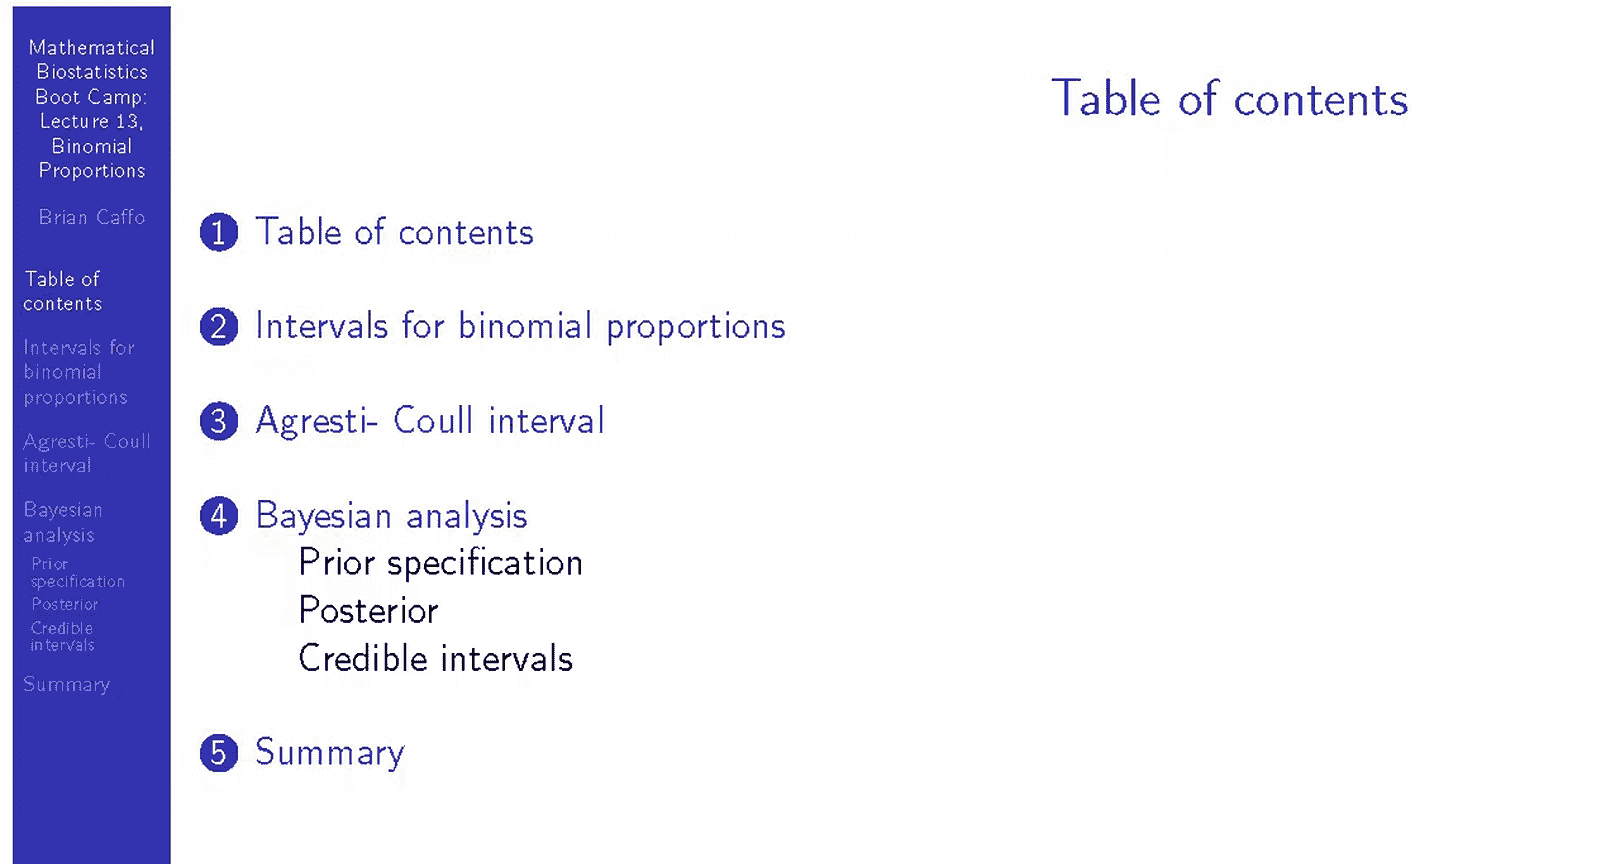 Mathematical
Biostatistics
Boot Camp:
Lecture 13,
Binomial
Proportions
Brian Caffo
Table of
contents
Intervals for
binomial
proportions
Agresti- Coull
interval
Bayesian
analysis
Prior
specification
Posterior
Credible
intervals
Summary
Table of contents
1 Table of contents
2 Intervals for binomial proportions
3 Agresti- Coull interval
4 Bayesian analysis
Prior specification
Posterior
Credible intervals
5 Summary